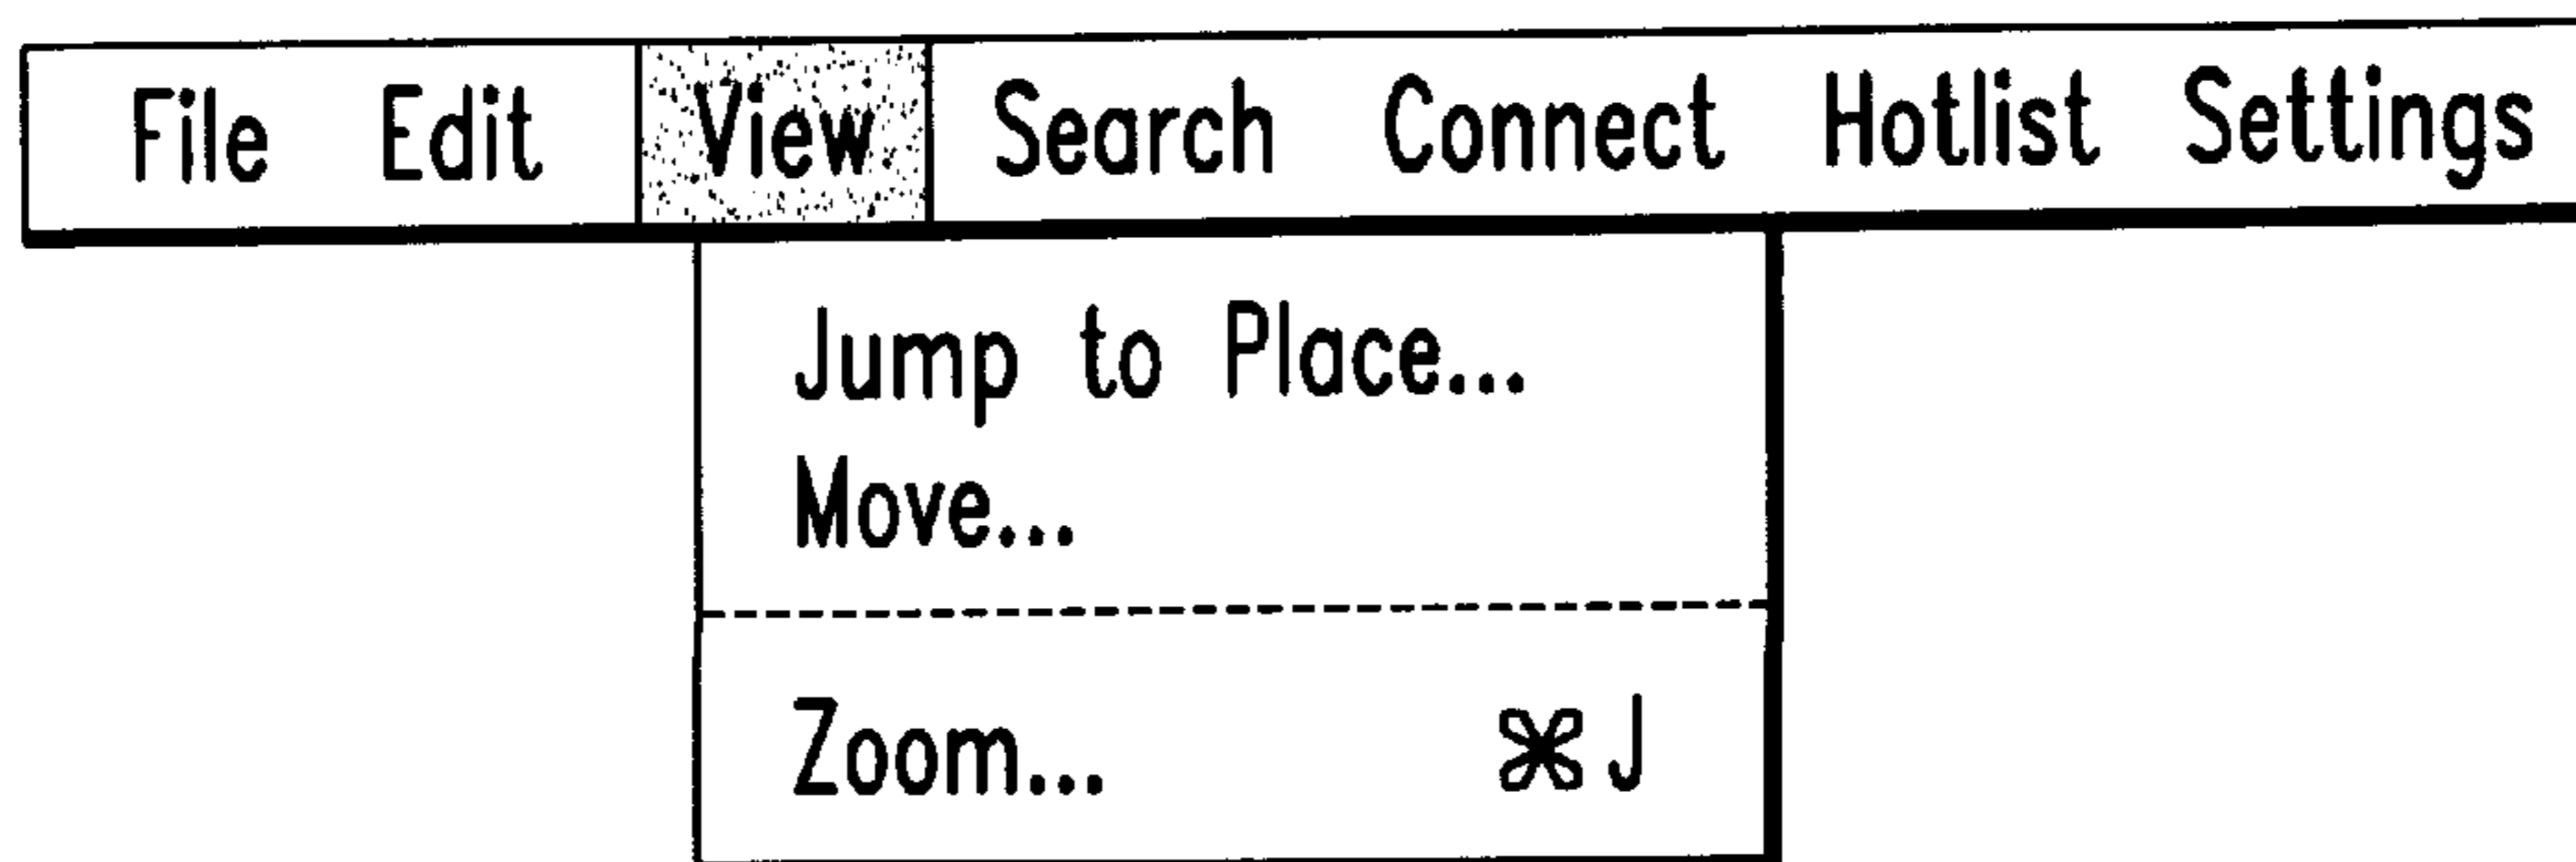 File Edit View Search Connect Hotlist Settings
Jump to Place...
Move...
Zoom... ⌘J